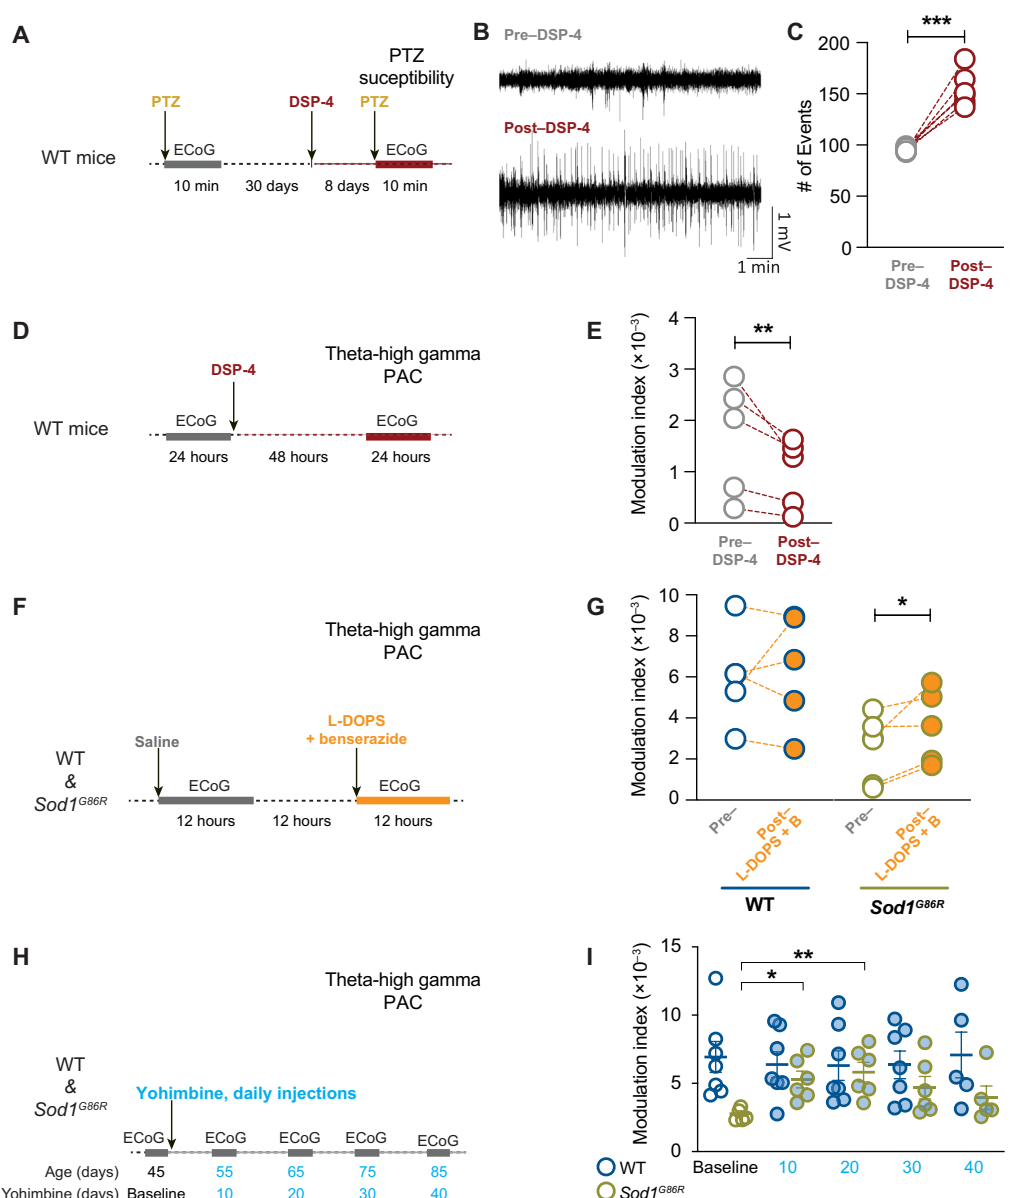 A
PTZ
suceptibility
PTZ
DSP-4
PTZ
WT mice
ECoG
ECoG
10 min
30 days
8 days
10 min
B
Pre–DSP-4
Post–DSP-4
1 mV
1 min
C
***
# of Events
200
150
100
50
0
Pre–
DSP-4
Post–
DSP-4
D
Theta-high gamma
PAC
DSP-4
WT mice
ECoG
ECoG
24 hours
48 hours
24 hours
E
**
Modulation index (×10⁻³)
4
3
2
1
0
Pre–
DSP-4
Post–
DSP-4
F
Theta-high gamma
PAC
Saline
L-DOPS
+ benserazide
WT
&
Sod1G86R
ECoG
ECoG
12 hours
12 hours
12 hours
G
*
Modulation index (×10⁻³)
10
8
6
4
2
0
Pre–
Post–
L-DOPS + B
Pre–
Post–
L-DOPS + B
WT
Sod1G86R
H
Theta-high gamma
PAC
WT
&
Sod1G86R
Yohimbine, daily injections
ECoG ECoG ECoG ECoG ECoG
Age (days) 45 55 65 75 85
Yohimbine (days) Baseline 10 20 30 40
I
**
*
Modulation index (×10⁻³)
15
10
5
0
Baseline 10 20 30 40
WT
Sod1G86R